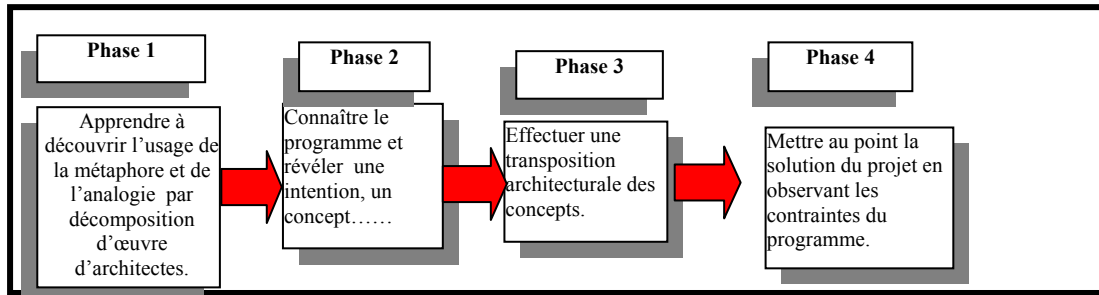 Phase 1
Apprendre à
découvrir l’usage de
la métaphore et de
l’analogie par
décomposition
d’œuvre
d’architectes.
Phase 2
Connaître le
programme et
révéler une
intention, un
concept……
Phase 3
Effectuer une
transposition
architecturale des
concepts.
Phase 4
Mettre au point la
solution du projet en
observant les
contraintes du
programme.